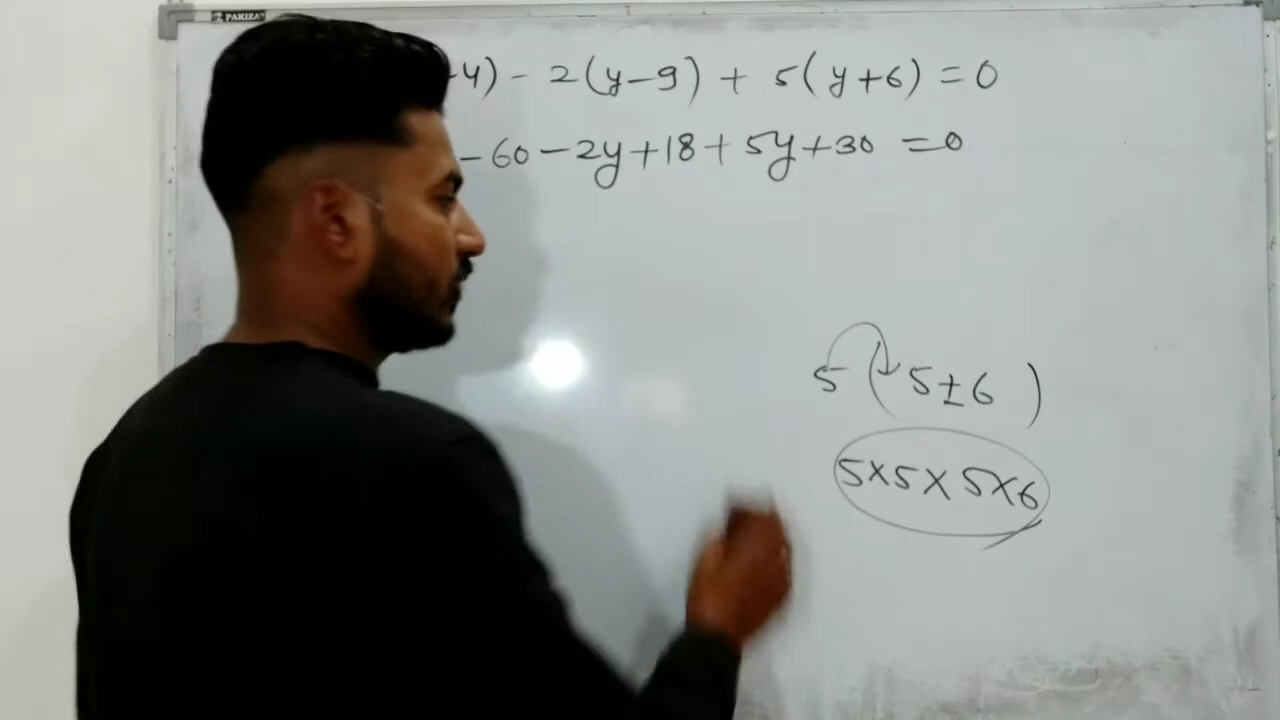 PAKIZA
4) - 2(y-9) + 5(y+6) = 0
-60-2y+18+5y+30 = 0
5(5±6)
5×5×5×6